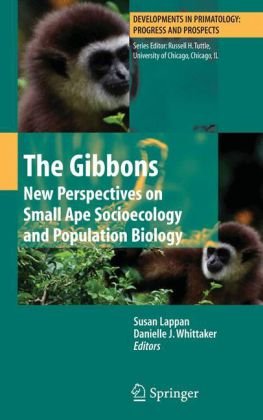 DEVELOPMENTS IN PRIMATOLOGY:
PROGRESS AND PROSPECTS
Series Editor: Russell H. Tuttle,
University of Chicago, Chicago, IL
The Gibbons
New Perspectives on
Small Ape Socioecology
and Population Biology
Susan Lappan
Danielle J. Whittaker
Editors
Springer